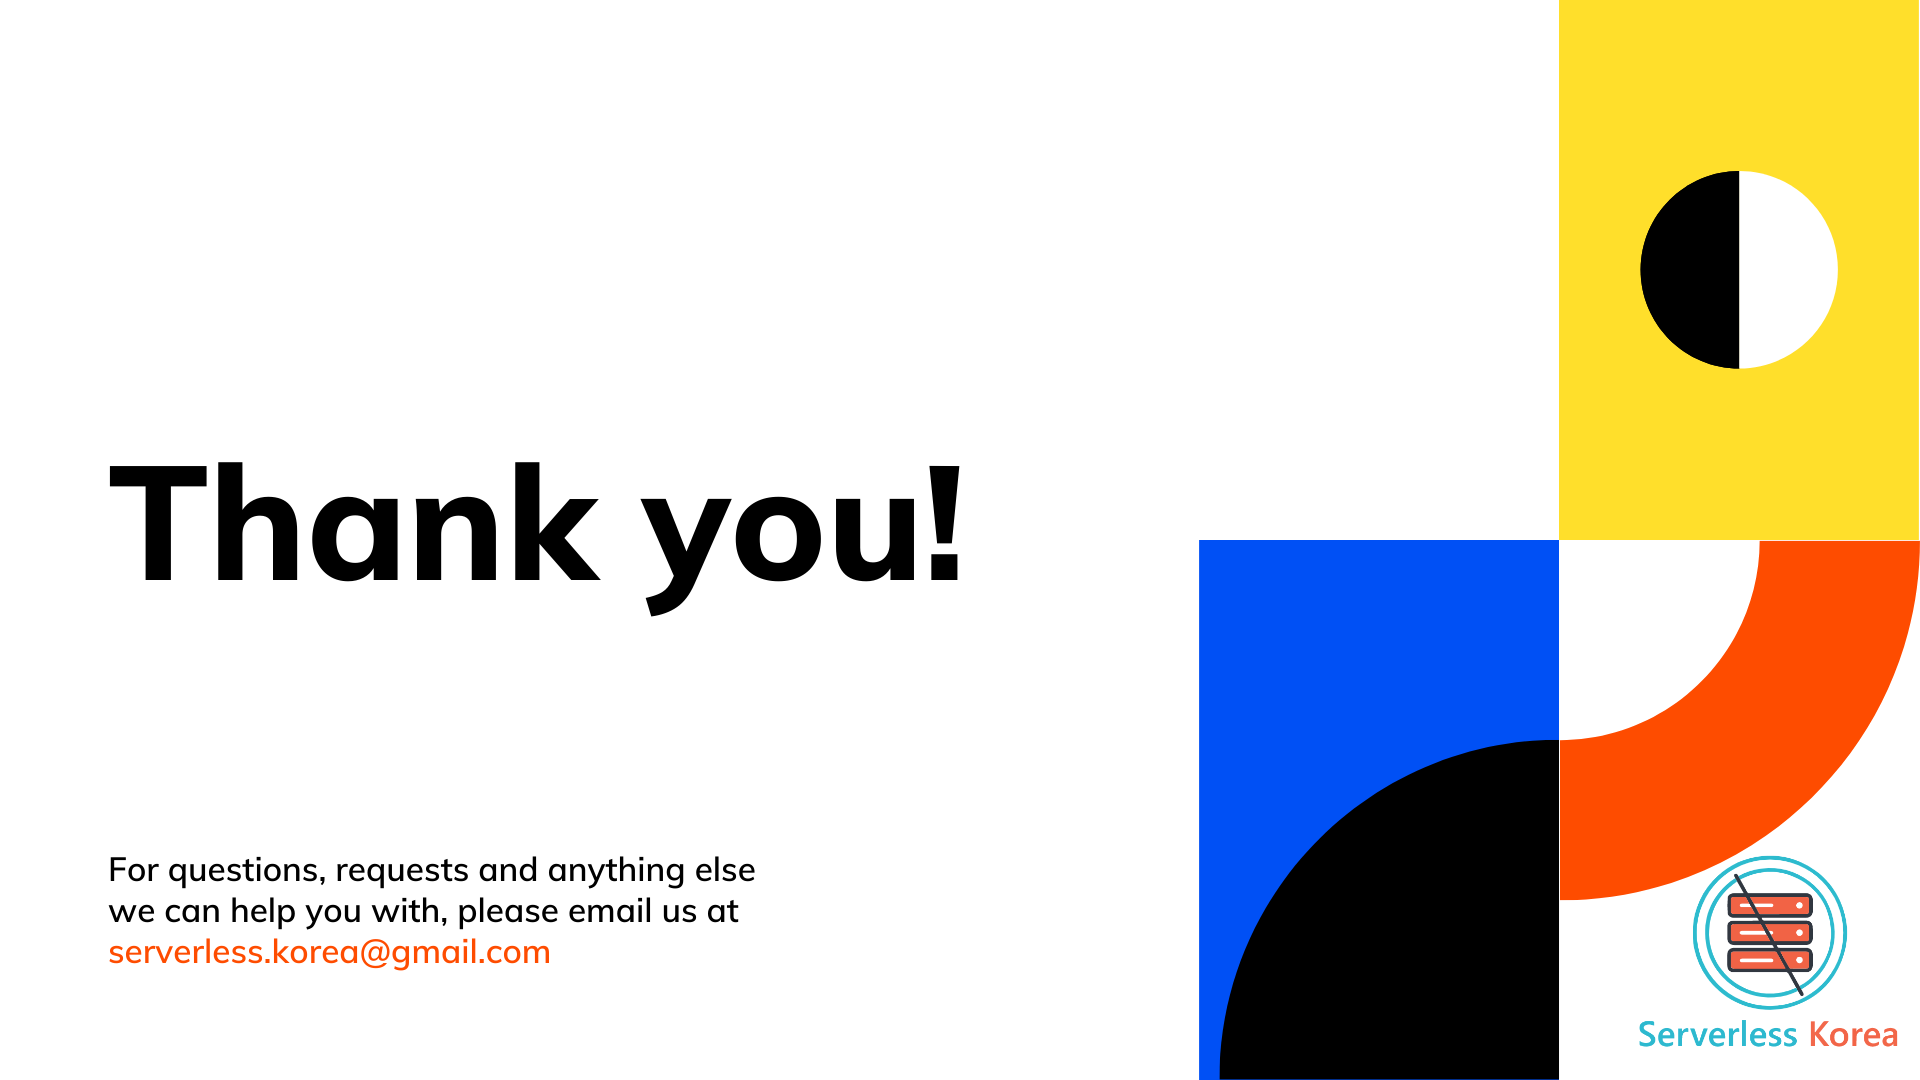 Thank you!
For questions, requests and anything else
we can help you with, please email us at
serverless.korea@gmail.com
Serverless Korea